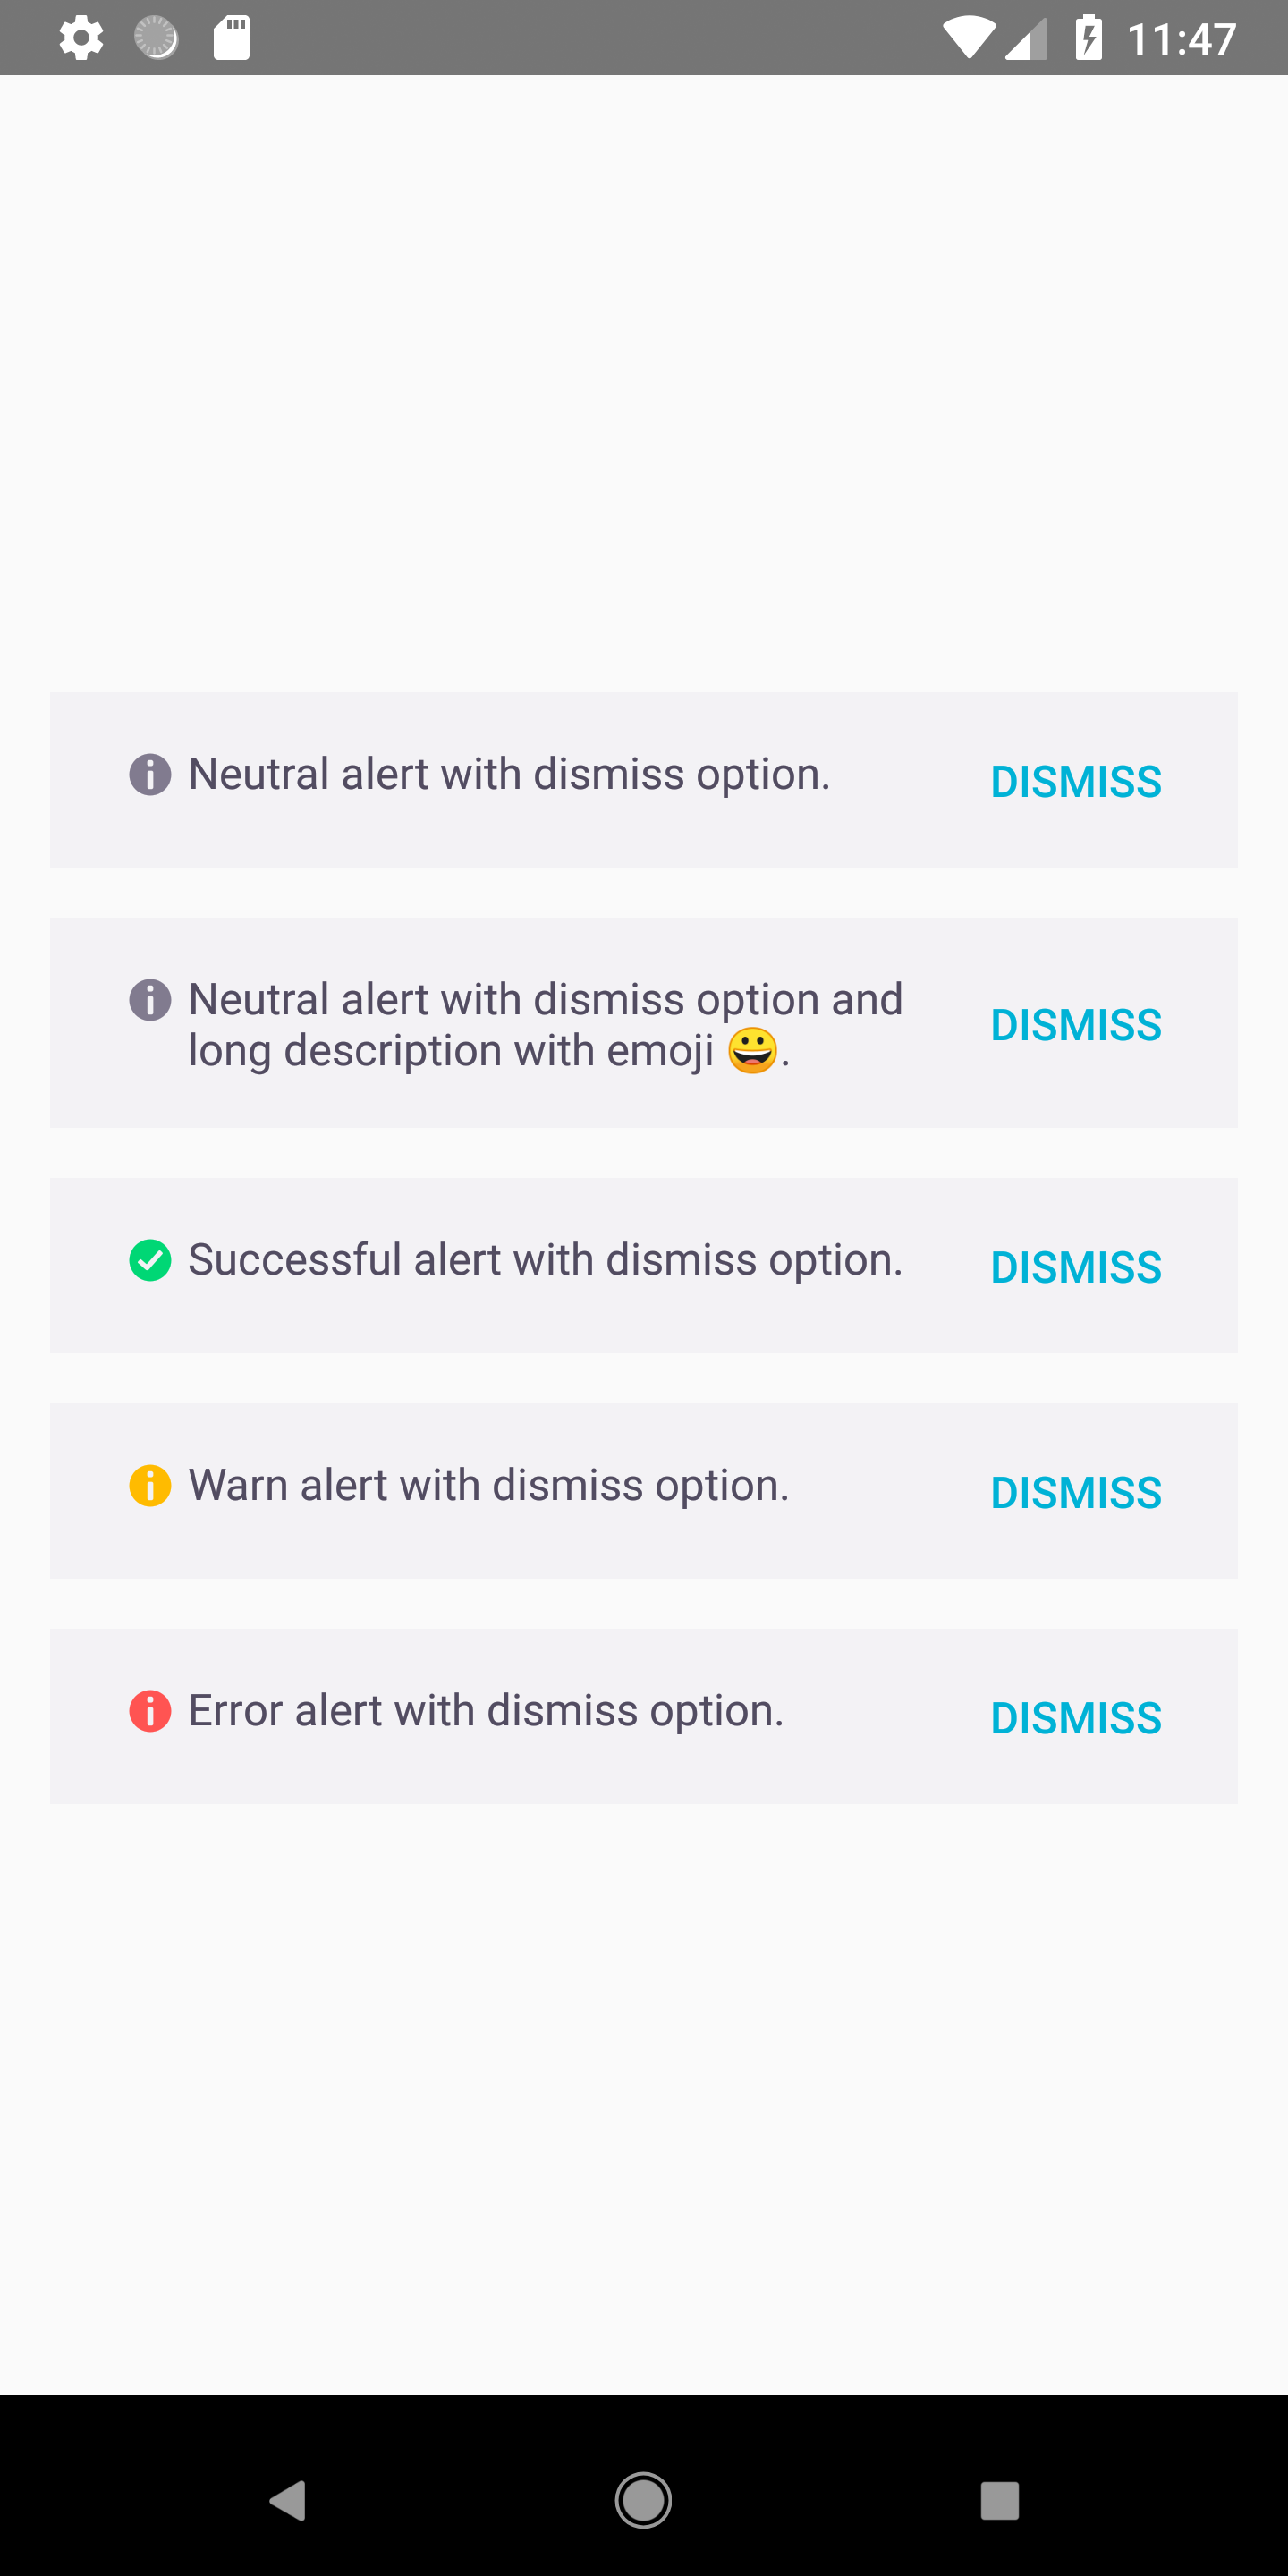 11:47
Neutral alert with dismiss option.
DISMISS
Neutral alert with dismiss option and
long description with emoji 😀.
DISMISS
Successful alert with dismiss option.
DISMISS
Warn alert with dismiss option.
DISMISS
Error alert with dismiss option.
DISMISS